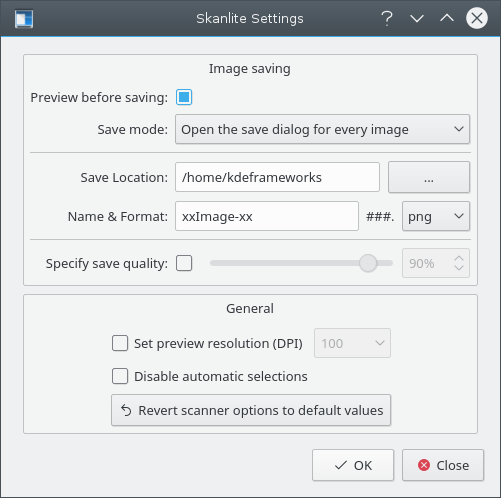 Skanlite Settings
Image saving
Preview before saving:
Save mode: Open the save dialog for every image
Save Location: /home/kdeframeworks ...
Name & Format: xxImage-xx ###. png
Specify save quality: 90%
General
Set preview resolution (DPI) 100
Disable automatic selections
Revert scanner options to default values
OK Close